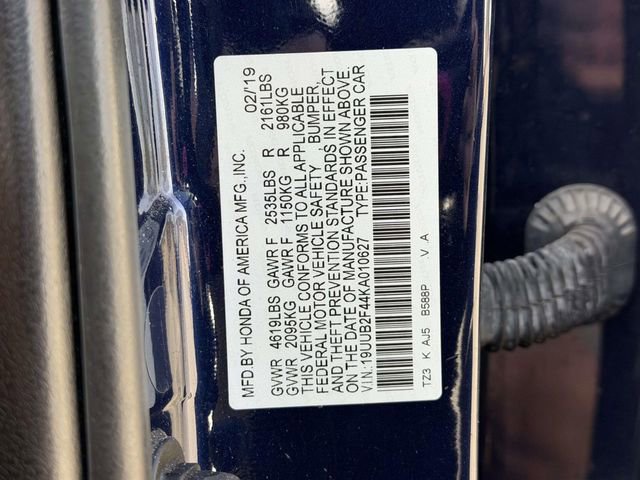 MFD BY HONDA OF AMERICA MFG.,INC. 02/'19
GVWR 4619LBS GAWR F 2535LBS R 2161LBS
GVWR 2095KG GAWR F 1150KG R 980KG
THIS VEHICLE CONFORMS TO ALL APPLICABLE
FEDERAL MOTOR VEHICLE SAFETY BUMPER,
AND THEFT PREVENTION STANDARDS IN EFFECT
ON THE DATE OF MANUFACTURE SHOWN ABOVE.
V.I.N.:19UUB2F44KA010627 TYPE:PASSENGER CAR
TZ3 K AJ5 B588P V A